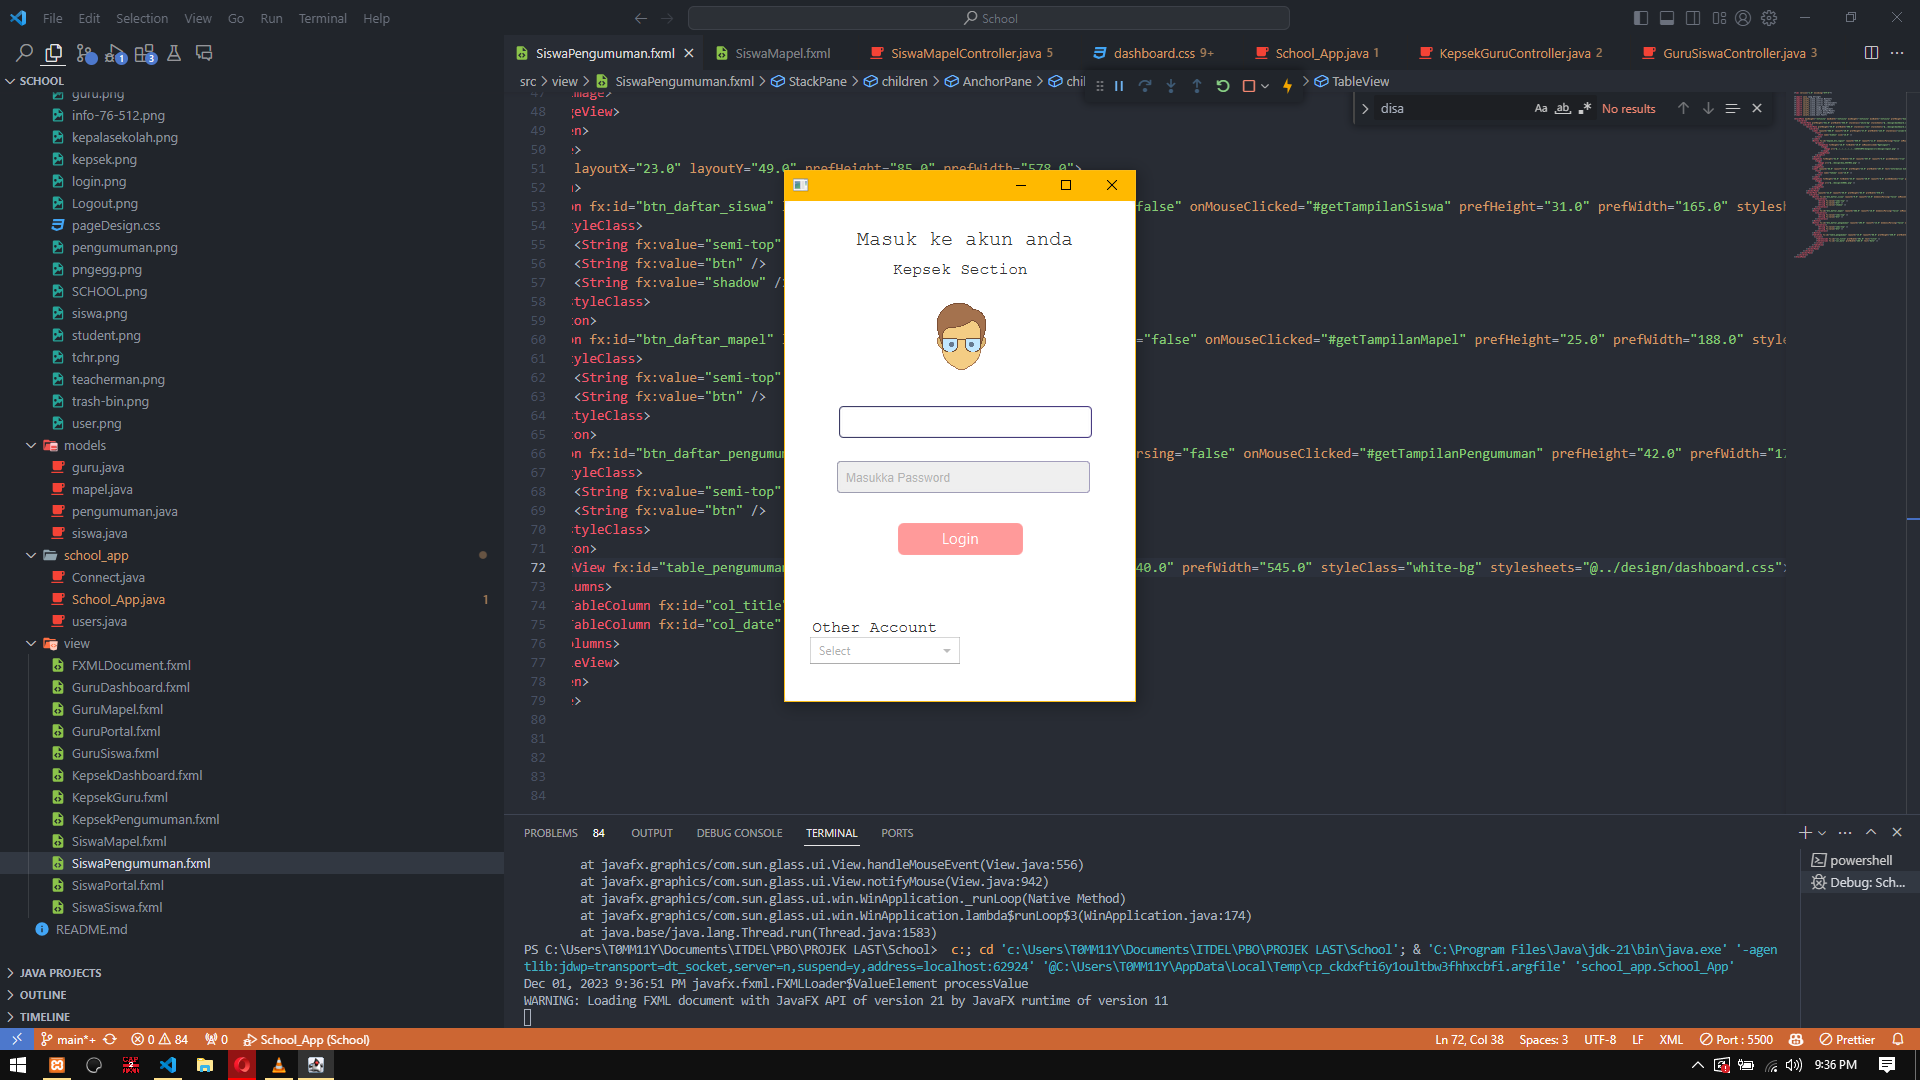 File Edit Selection View Go Run Terminal Help
School
SiswaPengumuman.fxml
SiswaMapel.fxml
SiswaMapelController.java 5
dashboard.css 9+
School_App.java 1
KepsekGuruController.java 2
GuruSiswaController.java 3
SCHOOL
src > view > SiswaPengumuman.fxml > StackPane > children > AnchorPane > chi > TableView
disa
Aa ab
No results
guru.png
info-76-512.png
kepalasekolah.png
kepsek.png
login.png
Logout.png
pageDesign.css
pengumuman.png
pngegg.png
SCHOOL.png
siswa.png
student.png
tchr.png
teacherman.png
trash-bin.png
user.png
models
guru.java
mapel.java
pengumuman.java
siswa.java
school_app
Connect.java
School_App.java 1
users.java
view
FXMLDocument.fxml
GuruDashboard.fxml
GuruMapel.fxml
GuruPortal.fxml
GuruSiswa.fxml
KepsekDashboard.fxml
KepsekGuru.fxml
KepsekPengumuman.fxml
SiswaMapel.fxml
SiswaPengumuman.fxml
SiswaPortal.fxml
SiswaSiswa.fxml
README.md
JAVA PROJECTS
OUTLINE
TIMELINE
47 image>
48 geView>
49 en>
50 e>
51 layoutX="23.0" layoutY="49.0" prefHeight="85.0" prefWidth="578.0">
52 n>
53 on fx:id="btn_daftar_siswa" false" onMouseClicked="#getTampilanSiswa" prefHeight="31.0" prefWidth="165.0" stylesh
54 tyleClass>
55 <String fx:value="semi-top"
56 <String fx:value="btn" />
57 <String fx:value="shadow" /
58 styleClass>
59 ton>
60 on fx:id="btn_daftar_mapel" ="false" onMouseClicked="#getTampilanMapel" prefHeight="25.0" prefWidth="188.0" style
61 tyleClass>
62 <String fx:value="semi-top"
63 <String fx:value="btn" />
64 styleClass>
65 ton>
66 on fx:id="btn_daftar_pengumu rsing="false" onMouseClicked="#getTampilanPengumuman" prefHeight="42.0" prefWidth="17
67 tyleClass>
68 <String fx:value="semi-top"
69 <String fx:value="btn" />
70 styleClass>
71 ton>
72 eView fx:id="table_pengumuman 40.0" prefWidth="545.0" styleClass="white-bg" stylesheets="@../design/dashboard.css">
73 lumns>
74 TableColumn fx:id="col_title"
75 TableColumn fx:id="col_date"
76 olumns>
77 leView>
78 en>
79 e>
80
81
82
83
84
Masuk ke akun anda
Kepsek Section
Masukka Password
Login
Other Account
Select
PROBLEMS 84 OUTPUT DEBUG CONSOLE TERMINAL PORTS
powershell
Debug: Sch...
at javafx.graphics/com.sun.glass.ui.View.handleMouseEvent(View.java:556)
at javafx.graphics/com.sun.glass.ui.View.notifyMouse(View.java:942)
at javafx.graphics/com.sun.glass.ui.win.WinApplication._runLoop(Native Method)
at javafx.graphics/com.sun.glass.ui.win.WinApplication.lambda$runLoop$3(WinApplication.java:174)
at java.base/java.lang.Thread.run(Thread.java:1583)
PS C:\Users\T0MM11Y\Documents\ITDEL\PBO\PROJEK LAST\School>  c:; cd 'c:\Users\T0MM11Y\Documents\ITDEL\PBO\PROJEK LAST\School'; & 'C:\Program Files\Java\jdk-21\bin\java.exe' '-agen
tlib:jdwp=transport=dt_socket,server=n,suspend=y,address=localhost:62924' '@C:\Users\T0MM11Y\AppData\Local\Temp\cp_ckdxfti6y1oultbw3fhhxcbfi.argfile' 'school_app.School_App'
Dec 01, 2023 9:36:51 PM javafx.fxml.FXMLLoader$ValueElement processValue
WARNING: Loading FXML document with JavaFX API of version 21 by JavaFX runtime of version 11
main*+ 0 84 0 School_App (School)
Ln 72, Col 38 Spaces: 3 UTF-8 LF XML Port : 5500 Prettier
9:36 PM